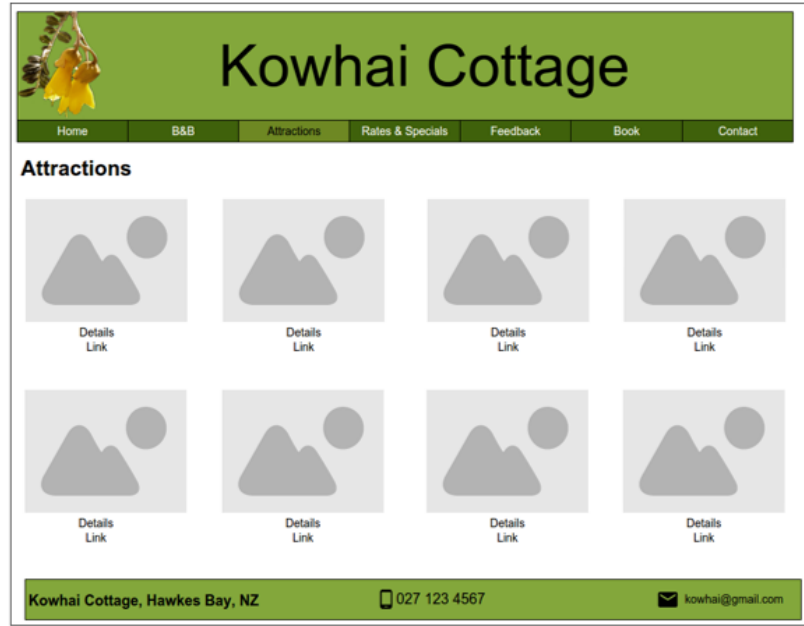 Kowhai Cottage
Home B&B Attractions Rates & Specials Feedback Book Contact
Attractions
Details Details Details Details
Link Link Link Link
Details Details Details Details
Link Link Link Link
Kowhai Cottage, Hawkes Bay, NZ 027 123 4567 kowhai@gmail.com